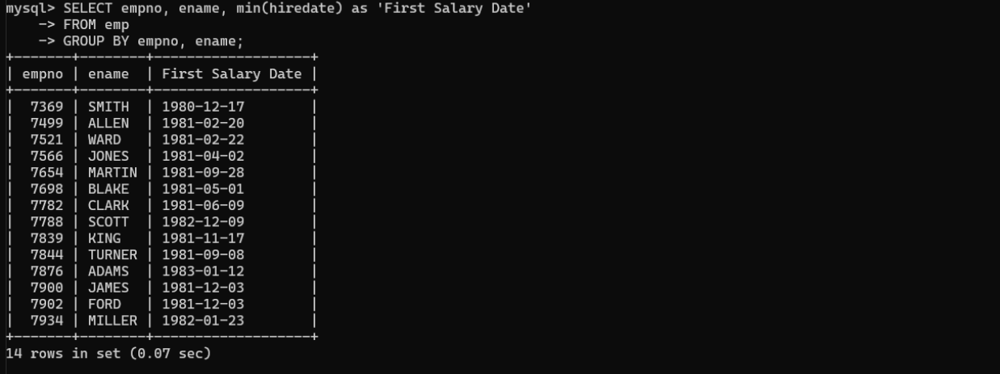 mysql> SELECT empno, ename, min(hiredate) as 'First Salary Date'
    -> FROM emp
    -> GROUP BY empno, ename;
+-------+--------+-------------------+
| empno | ename  | First Salary Date |
+-------+--------+-------------------+
|  7369 | SMITH  | 1980-12-17        |
|  7499 | ALLEN  | 1981-02-20        |
|  7521 | WARD   | 1981-02-22        |
|  7566 | JONES  | 1981-04-02        |
|  7654 | MARTIN | 1981-09-28        |
|  7698 | BLAKE  | 1981-05-01        |
|  7782 | CLARK  | 1981-06-09        |
|  7788 | SCOTT  | 1982-12-09        |
|  7839 | KING   | 1981-11-17        |
|  7844 | TURNER | 1981-09-08        |
|  7876 | ADAMS  | 1983-01-12        |
|  7900 | JAMES  | 1981-12-03        |
|  7902 | FORD   | 1981-12-03        |
|  7934 | MILLER | 1982-01-23        |
+-------+--------+-------------------+
14 rows in set (0.07 sec)